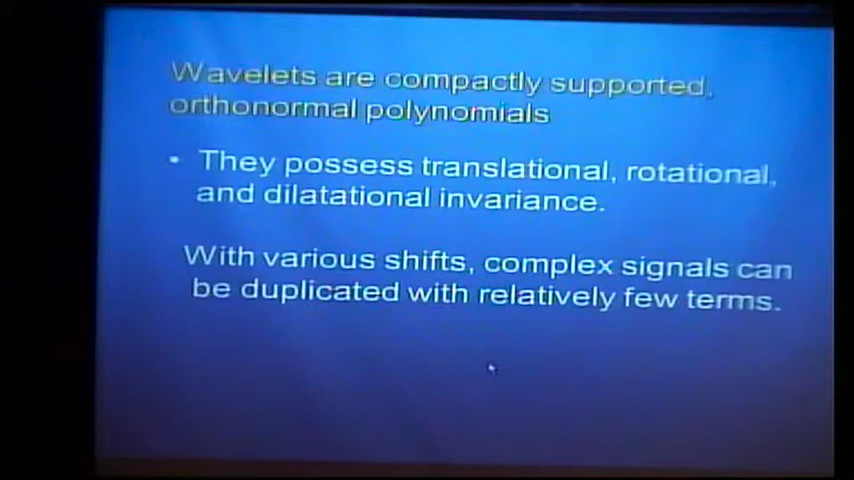 Wavelets are compactly supported,
orthonormal polynomials
• They possess translational, rotational,
and dilatational invariance.
With various shifts, complex signals can
be duplicated with relatively few terms.